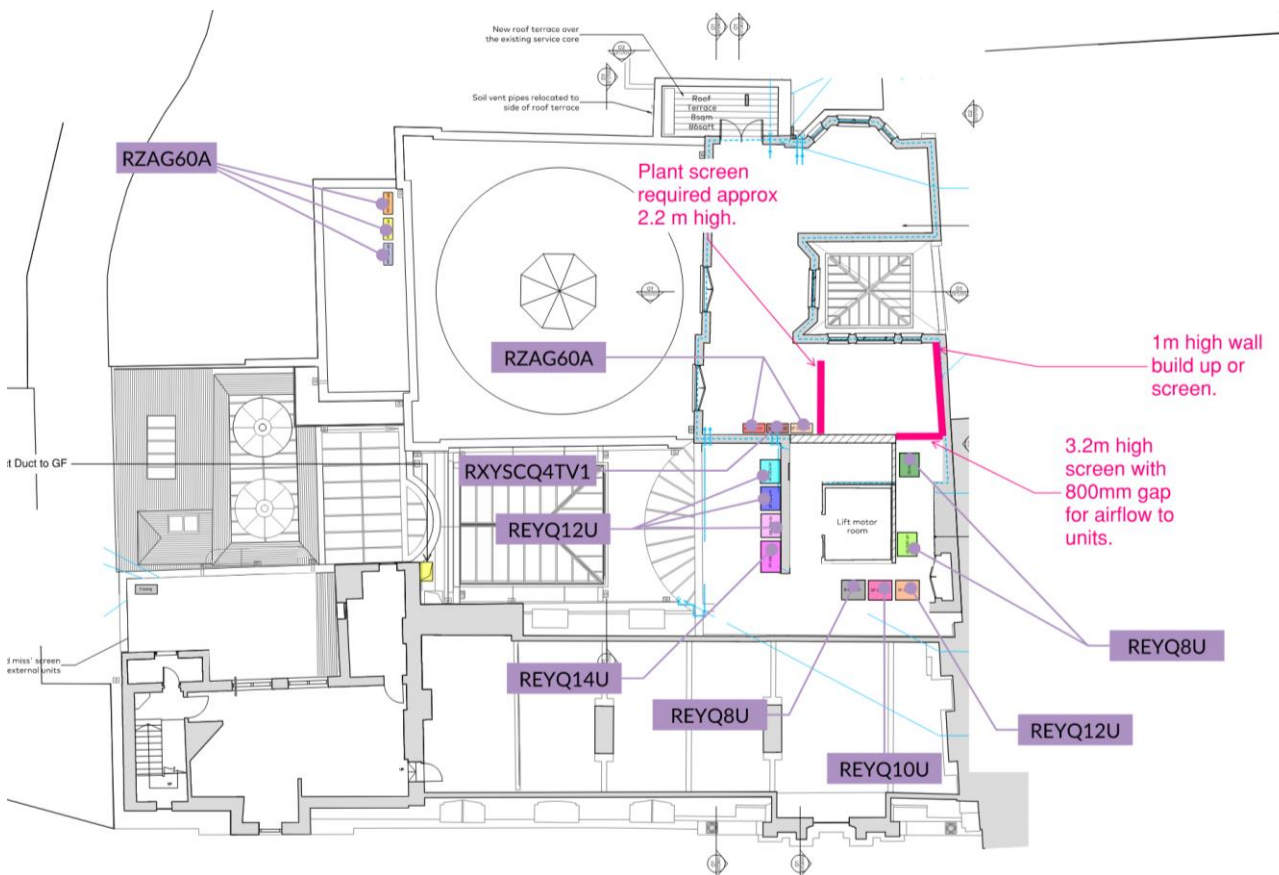 New roof terrace over
the existing service core
Soil vent pipes relocated to
side of roof terrace
Roof
Terrace
8sqm
86sqft
RZAG60A
Plant screen
required approx
2.2 m high.
RZAG60A
1m high wall
build up or
screen.
t Duct to GF
RXYSCQ4TV1
3.2m high
screen with
800mm gap
for airflow to
units.
REYQ12U
Lift motor
room
d miss' screen
external units
REYQ14U
REYQ8U
REYQ8U
REYQ12U
REYQ10U